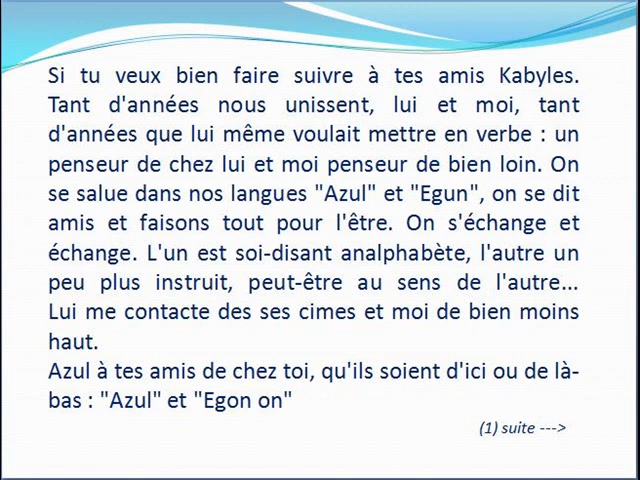 Si tu veux bien faire suivre à tes amis Kabyles.
Tant d'années nous unissent, lui et moi, tant
d'années que lui même voulait mettre en verbe : un
penseur de chez lui et moi penseur de bien loin. On
se salue dans nos langues "Azul" et "Egun", on se dit
amis et faisons tout pour l'être. On s'échange et
échange. L'un est soi-disant analphabète, l'autre un
peu plus instruit, peut-être au sens de l'autre...
Lui me contacte des ses cimes et moi de bien moins
haut.
Azul à tes amis de chez toi, qu'ils soient d'ici ou de là-
bas : "Azul" et "Egon on"
(1) suite --->